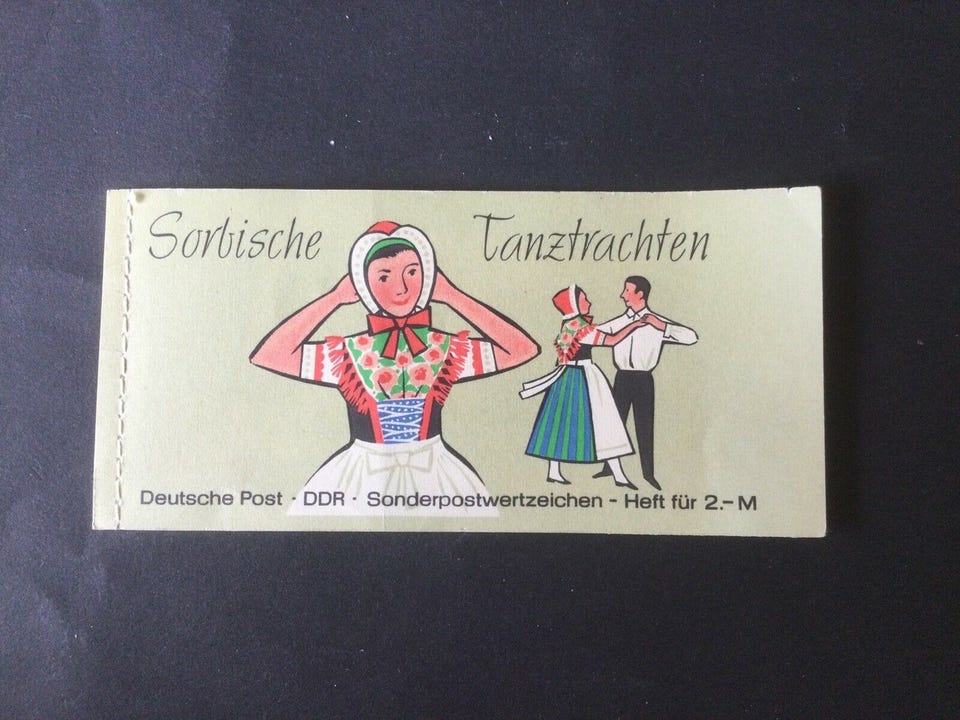 Sorbische Tanztrachten
Deutsche Post · DDR · Sonderpostwertzeichen – Heft für 2.– M